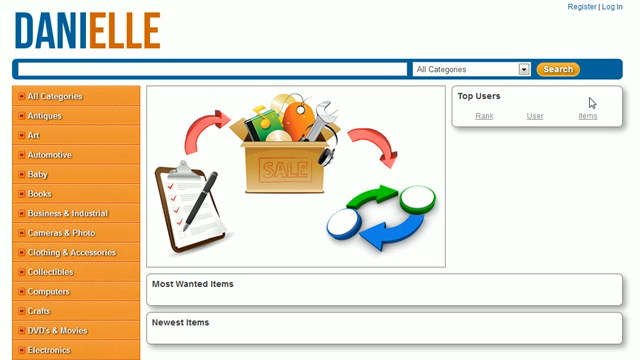 Register | Log In
DANIELLE
All Categories
Search
All Categories
Antiques
Art
Automotive
Baby
Books
Business & Industrial
Cameras & Photo
Clothing & Accessories
Collectibles
Computers
Crafts
DVD's & Movies
Electronics
SALE
Top Users
Rank User Items
Most Wanted Items
Newest Items